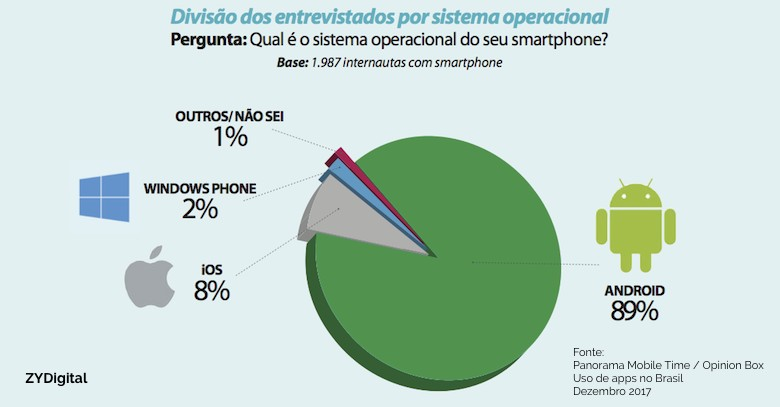 Divisão dos entrevistados por sistema operacional
Pergunta: Qual é o sistema operacional do seu smartphone?
Base: 1.987 internautas com smartphone
OUTROS/ NÃO SEI
1%
WINDOWS PHONE
2%
iOS
8%
ANDROID
89%
Fonte:
Panorama Mobile Time / Opinion Box
Uso de apps no Brasil
Dezembro 2017
ZYDigital